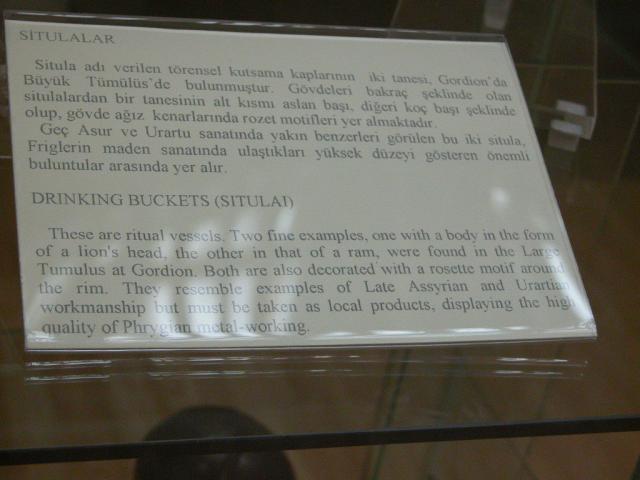 SİTULALAR
Situla adı verilen törensel kutsama kaplarının iki tanesi, Gordion'da
Büyük Tümülüs'de bulunmuştur. Gövdeleri bakraç şeklinde olan
situlalardan bir tanesinin alt kısmı aslan başı, diğeri koç başı şeklinde
olup, gövde ağız kenarlarında rozet motifleri yer almaktadır.
Geç Asur ve Urartu sanatında yakın benzerleri görülen bu iki situla,
Friglerin maden sanatında ulaştıkları yüksek düzeyi gösteren önemli
buluntular arasında yer alır.
DRINKING BUCKETS (SITULAI)
These are ritual vessels. Two fine examples, one with a body in the form
of a lion's head, the other in that of a ram, were found in the Large
Tumulus at Gordion. Both are also decorated with a rosette motif around
the rim. They resemble examples of Late Assyrian and Urartian
workmanship but must be taken as local products, displaying the high
quality of Phrygian metal-working.